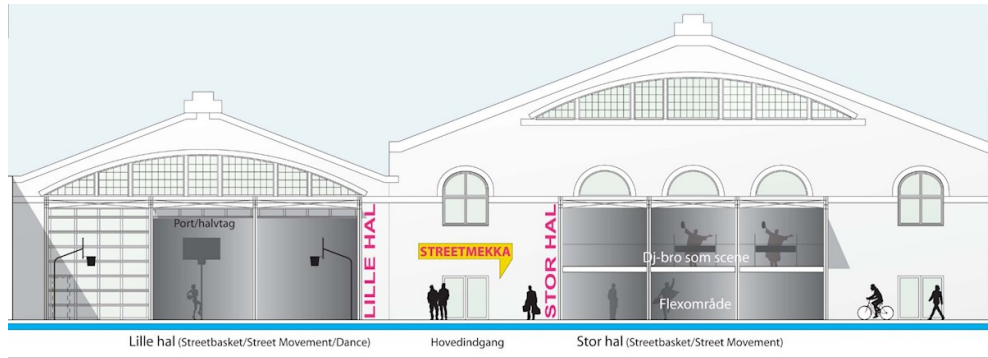 Port/halvtag
LILLE HAL
STREETMEKKA
STOR HAL
Dj-bro som scene
Flexområde
Lille hal (Streetbasket/Street Movement/Dance)
Hovedindgang
Stor hal (Streetbasket/Street Movement)